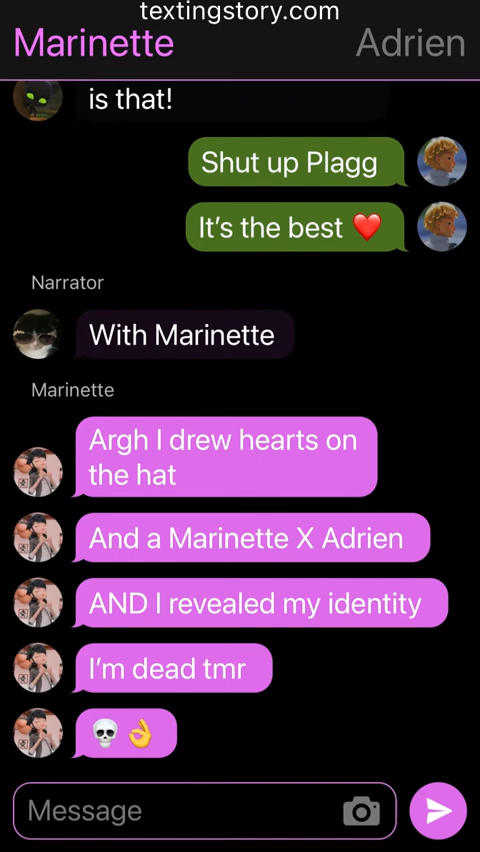 textingstory.com
Marinette
Adrien
is that!
Shut up Plagg
It's the best ❤️
Narrator
With Marinette
Marinette
Argh I drew hearts on
the hat
And a Marinette X Adrien
AND I revealed my identity
I'm dead tmr
💀👌
Message